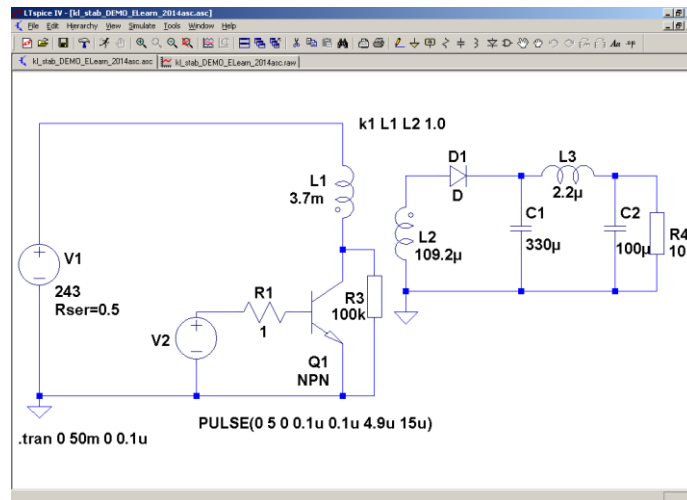 LTspice IV - [kl_stab_DEMO_ELearn_2014asc.asc]
File Edit Hierarchy View Simulate Tools Window Help
kl_stab_DEMO_ELearn_2014asc.asc kl_stab_DEMO_ELearn_2014asc.raw
k1 L1 L2 1.0
L1
3.7m
D1
D
L3
2.2µ
L2
109.2µ
C1
330µ
C2
100µ
R4
10
V1
243
Rser=0.5
R1
1
V2
R3
100k
Q1
NPN
PULSE(0 5 0 0.1u 0.1u 4.9u 15u)
.tran 0 50m 0 0.1u